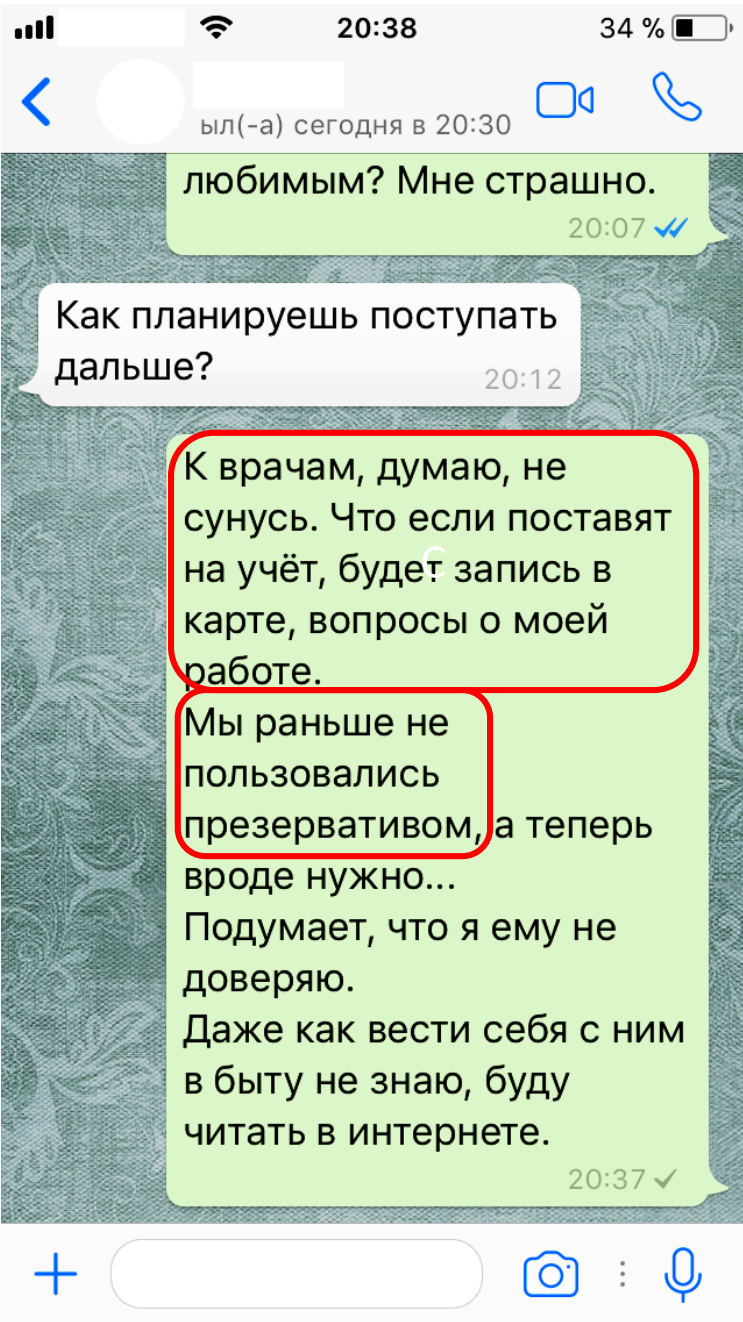 20:38
34 %
ыл(-а) сегодня в 20:30
любимым? Мне страшно.
20:07
Как планируешь поступать
дальше?
20:12
К врачам, думаю, не
сунусь. Что если поставят
на учёт, будет запись в
карте, вопросы о моей
работе.
Мы раньше не
пользовались
презервативом, а теперь
вроде нужно...
Подумает, что я ему не
доверяю.
Даже как вести себя с ним
в быту не знаю, буду
читать в интернете.
20:37